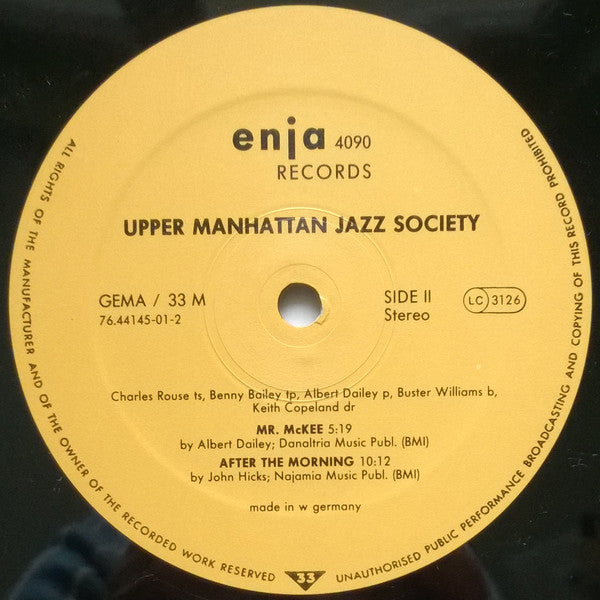 enja 4090
RECORDS
UPPER MANHATTAN JAZZ SOCIETY
GEMA / 33 M
76.44145-01-2
SIDE II
Stereo
LC 3126
Charles Rouse ts, Benny Bailey tp, Albert Dailey p, Buster Williams b,
Keith Copeland dr
MR. McKEE 5:19
by Albert Dailey; Danaltria Music Publ. (BMI)
AFTER THE MORNING 10:12
by John Hicks; Najamia Music Publ. (BMI)
made in w germany
ALL RIGHTS OF THE MANUFACTURER AND OF THE OWNER OF THE RECORDED WORK RESERVED
33
UNAUTHORISED PUBLIC PERFORMANCE BROADCASTING AND COPYING OF THIS RECORD PROHIBITED